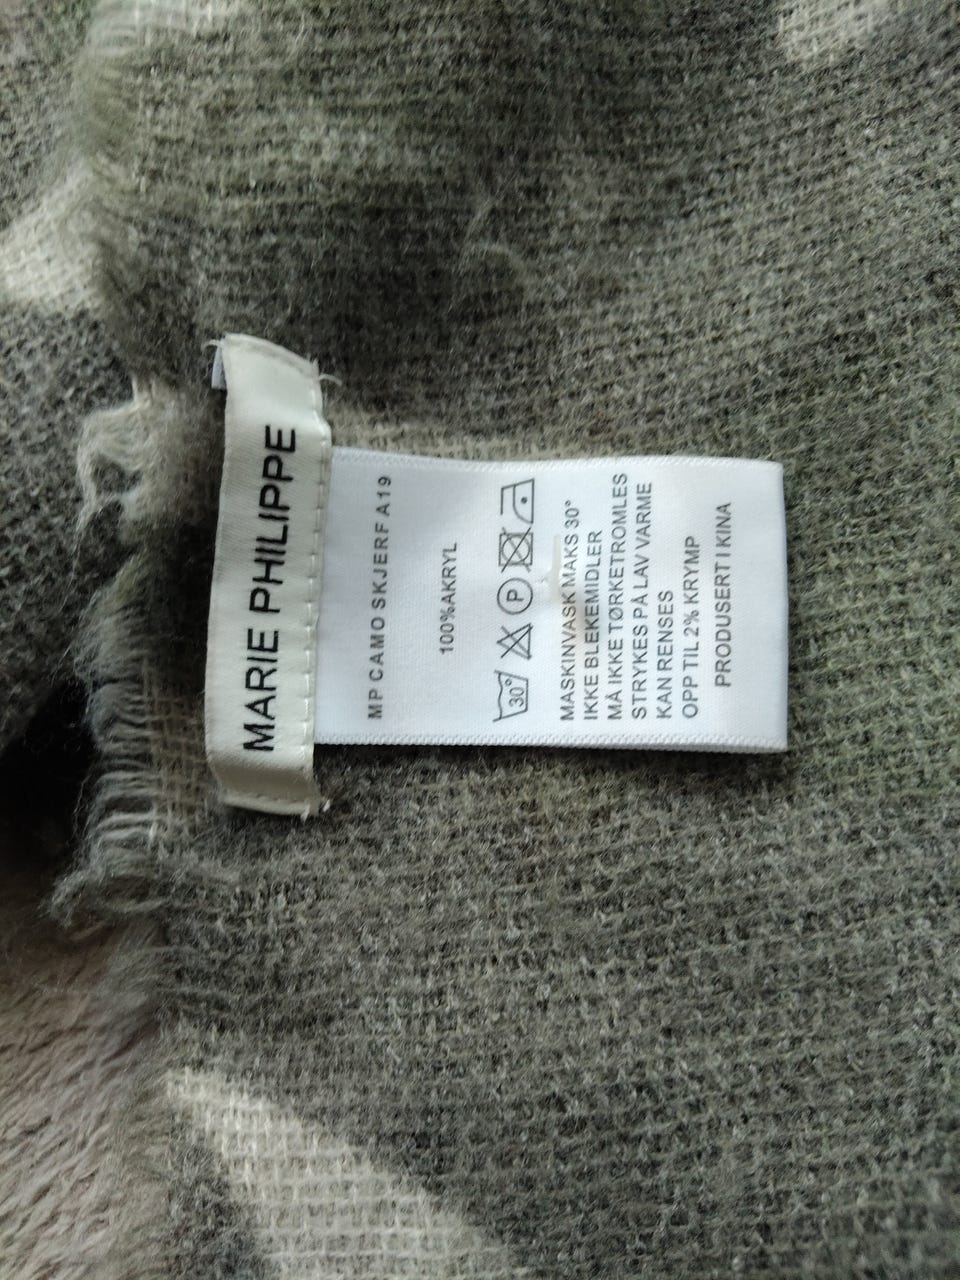 MARIE PHILIPPE
MP CAMO SKJERF A19
100% AKRYL
30° P
MASKINVASK MAKS 30°
IKKE BLEKEMIDLER
MÅ IKKE TØRKETROMLES
STRYKES PÅ LAV VARME
KAN RENSES
OPP TIL 2% KRYMP
PRODUSERT I KINA